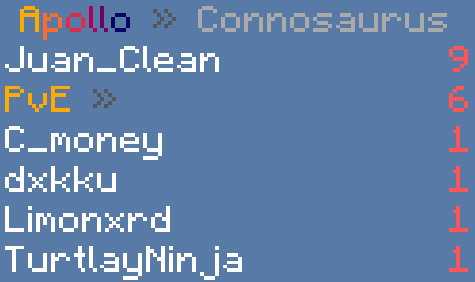 Apollo » Connosaurus
Juan_Clean 9
PvE » 6
C_money 1
dxkku 1
Limonxrd 1
TurtlayNinja 1